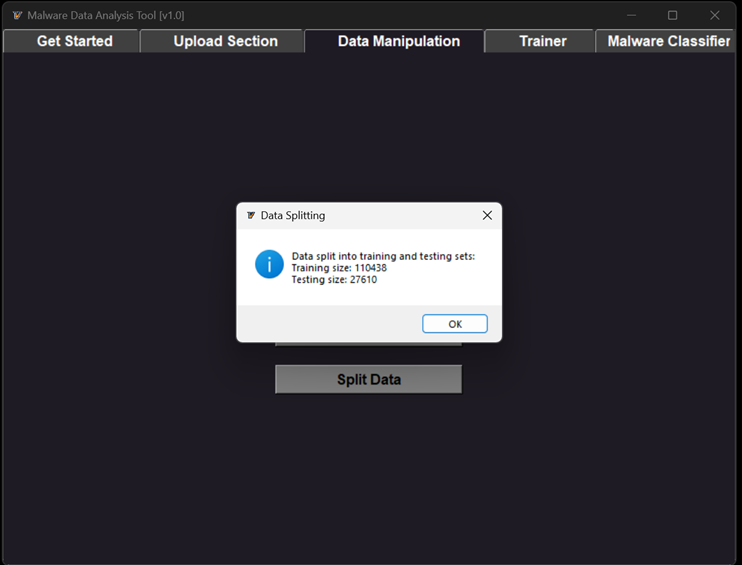 Malware Data Analysis Tool [v1.0]
Get Started Upload Section Data Manipulation Trainer Malware Classifier
Data Splitting
Data split into training and testing sets:
Training size: 110438
Testing size: 27610
OK
Split Data